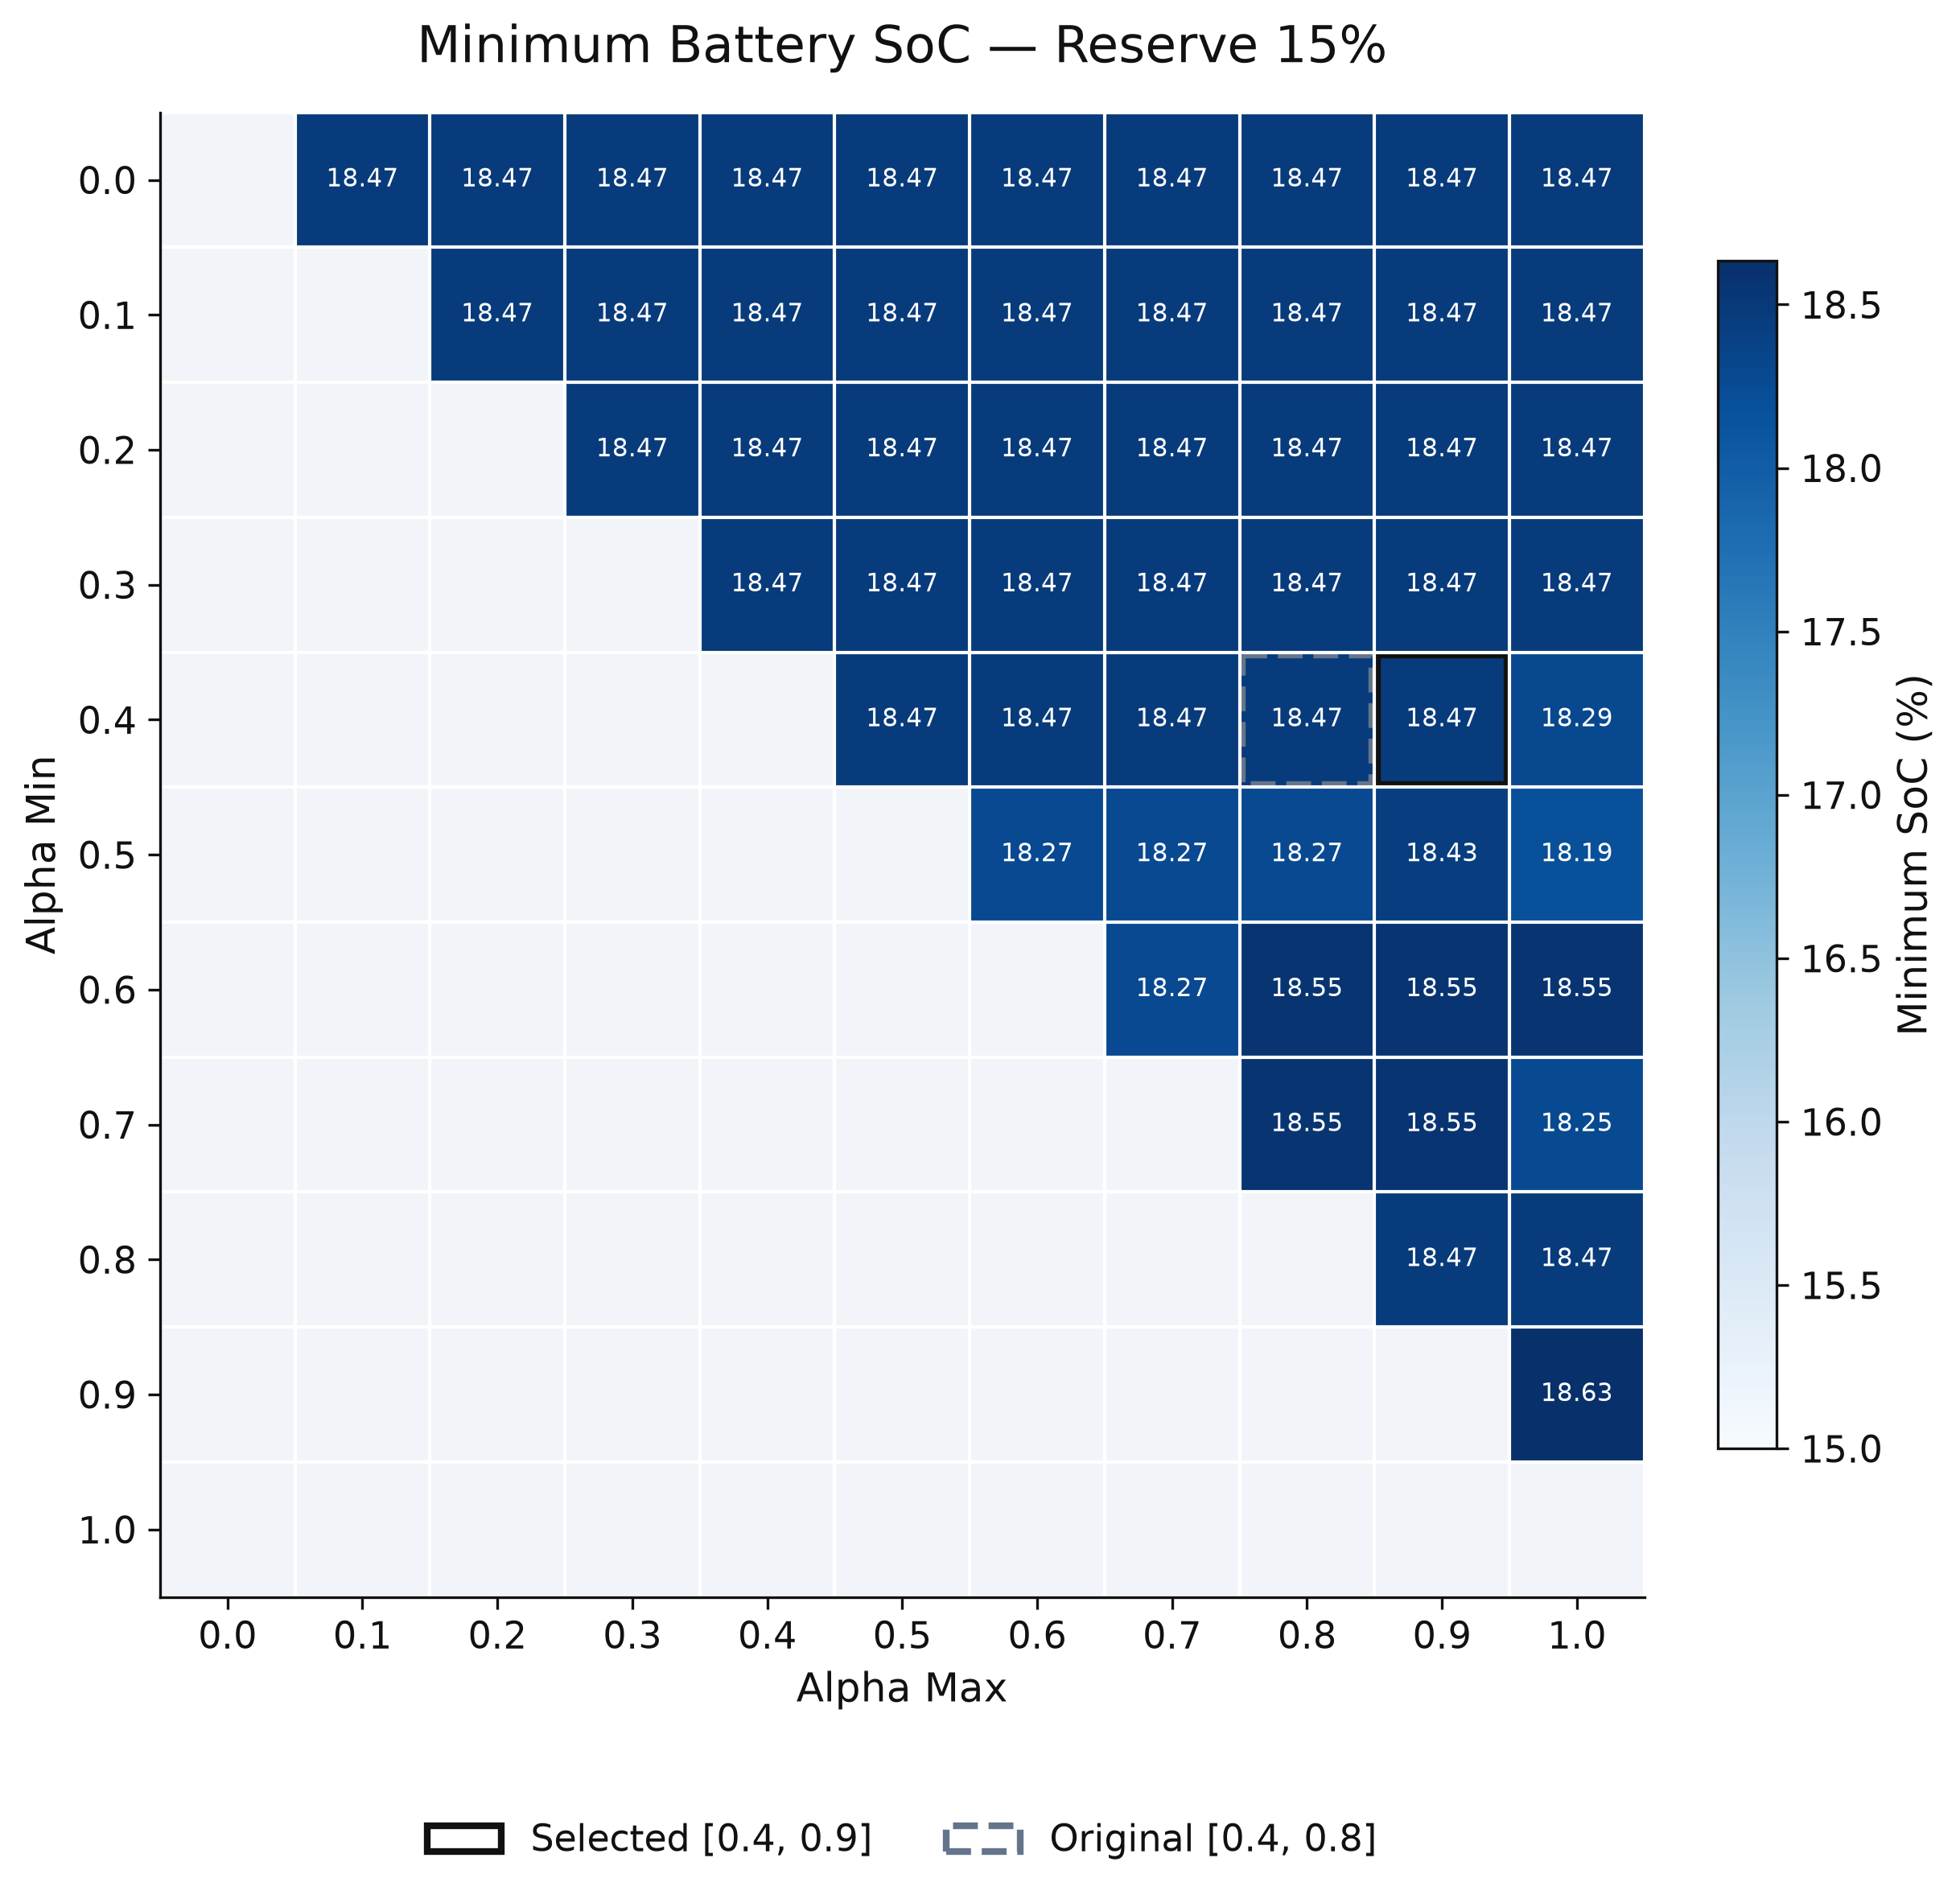 Minimum Battery SoC — Reserve 15%
0.0 18.47 18.47 18.47 18.47 18.47 18.47 18.47 18.47 18.47 18.47
0.1 18.47 18.47 18.47 18.47 18.47 18.47 18.47 18.47 18.47
0.2 18.47 18.47 18.47 18.47 18.47 18.47 18.47 18.47
0.3 18.47 18.47 18.47 18.47 18.47 18.47 18.47
0.4 18.47 18.47 18.47 18.47 18.47 18.29
0.5 18.27 18.27 18.27 18.43 18.19
0.6 18.27 18.55 18.55 18.55
0.7 18.55 18.55 18.25
0.8 18.47 18.47
0.9 18.63
1.0
Alpha Min
0.0 0.1 0.2 0.3 0.4 0.5 0.6 0.7 0.8 0.9 1.0
Alpha Max
18.5
18.0
17.5
17.0
16.5
16.0
15.5
15.0
Minimum SoC (%)
Selected [0.4, 0.9] Original [0.4, 0.8]